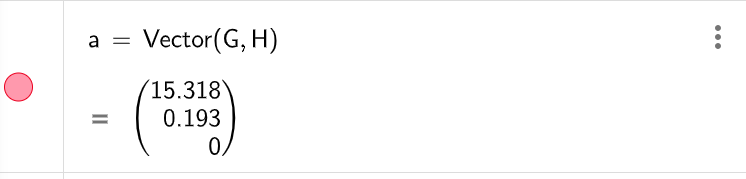 a = Vector(G, H)
= (15.318
0.193
0)